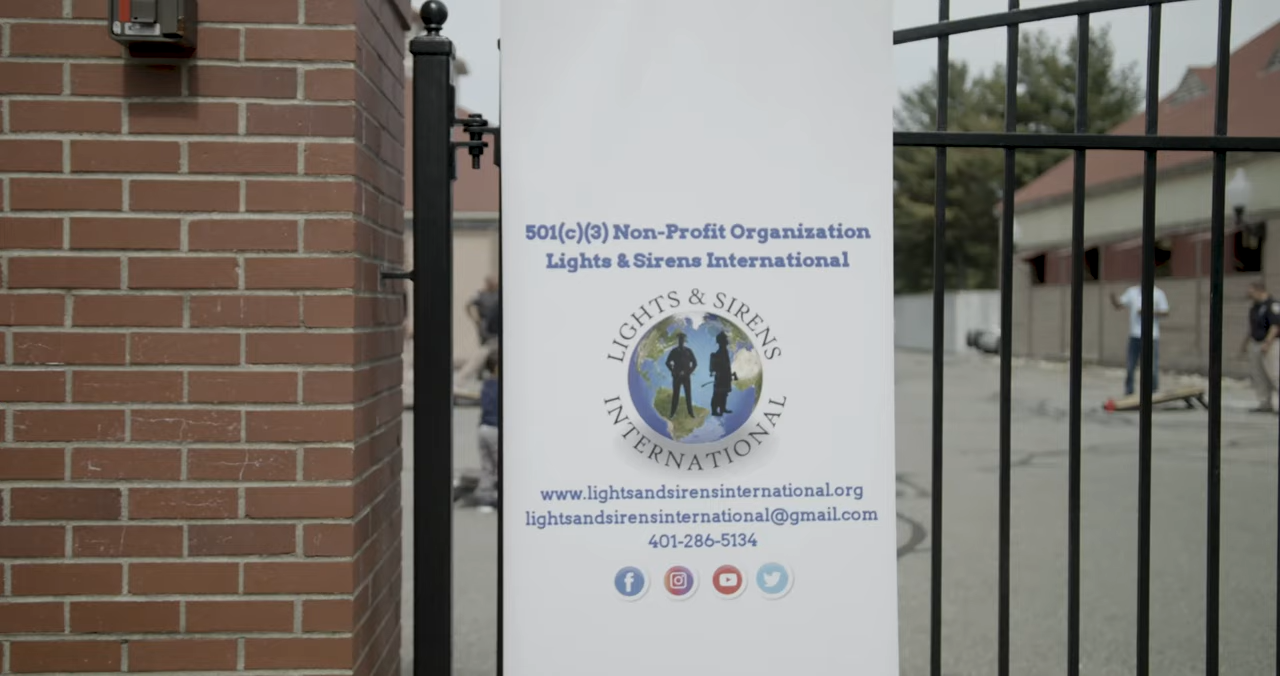 501(c)(3) Non-Profit Organization
Lights & Sirens International
LIGHTS & SIRENS
INTERNATIONAL
www.lightsandsirensinternational.org
lightsandsirensinternational@gmail.com
401-286-5134